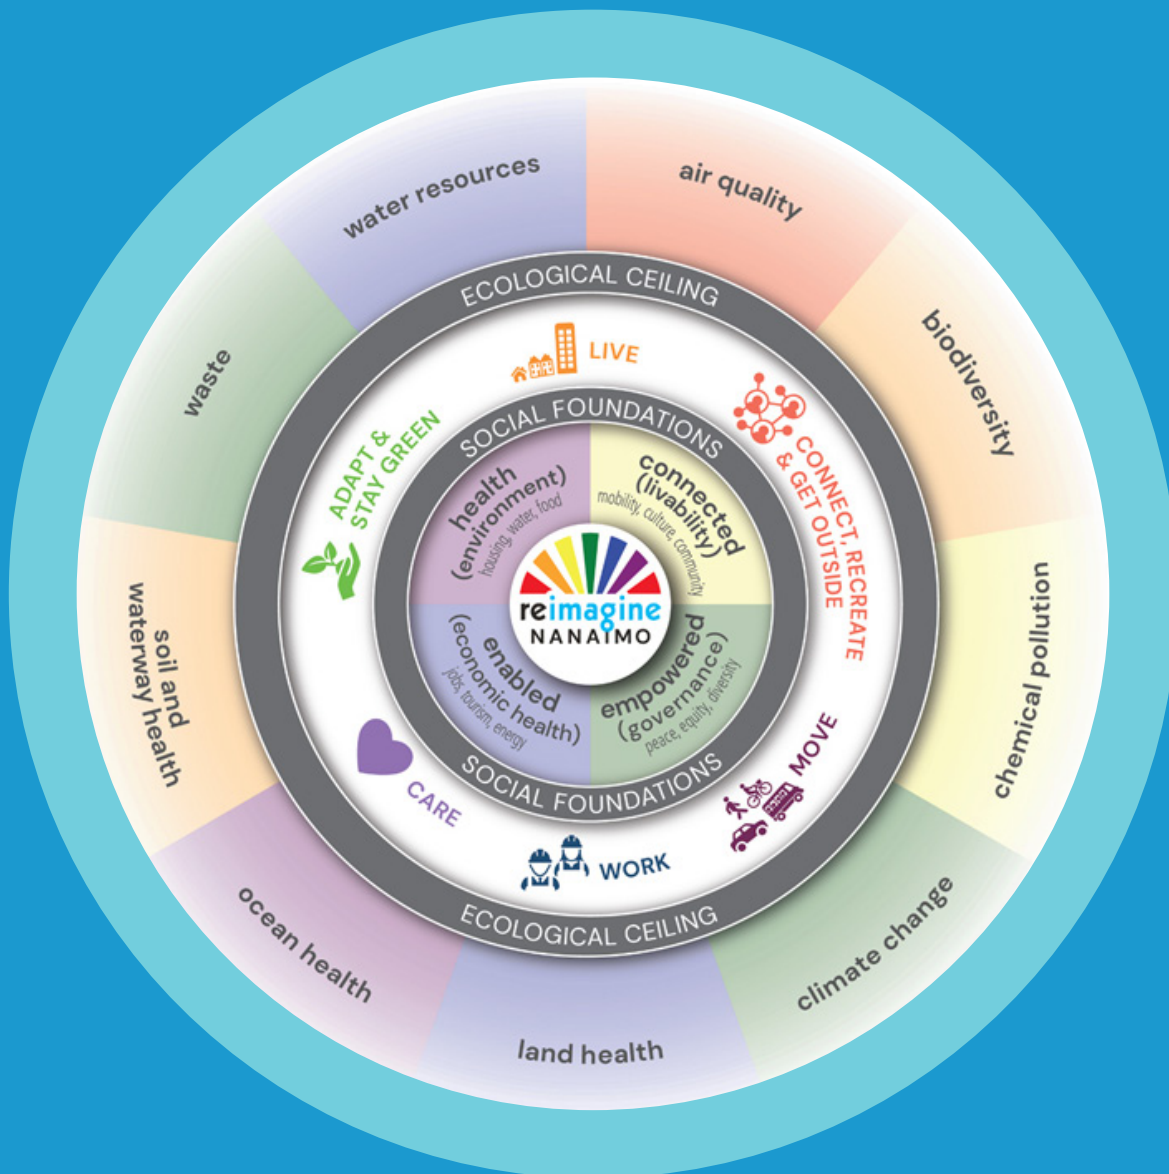 air quality
biodiversity
chemical pollution
climate change
land health
ocean health
soil and
waterway health
waste
water resources
ECOLOGICAL CEILING
LIVE
CONNECT, RECREATE
& GET OUTSIDE
MOVE
WORK
CARE
ADAPT &
STAY GREEN
SOCIAL FOUNDATIONS
health
(environment)
housing, water, food
connected
(livability)
mobility, culture, community
reimagine
NANAIMO
enabled
(economic health)
jobs, tourism, energy
empowered
(governance)
peace, equity, diversity
SOCIAL FOUNDATIONS
ECOLOGICAL CEILING